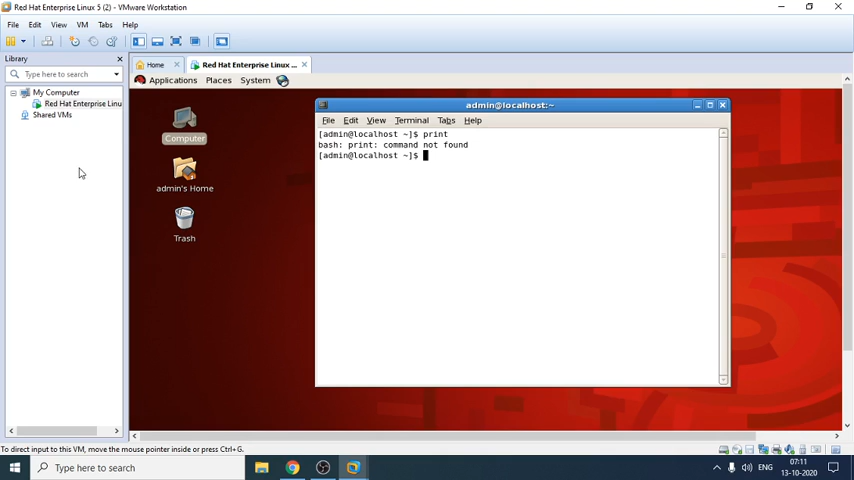 Red Hat Enterprise Linux 5 (2) - VMware Workstation
File Edit View VM Tabs Help
Library
Home
Red Hat Enterprise Linux ...
Type here to search
Applications Places System
My Computer
Red Hat Enterprise Linu
Shared VMs
admin@localhost:~
File Edit View Terminal Tabs Help
[admin@localhost ~]$ print
bash: print: command not found
[admin@localhost ~]$
Computer
admin's Home
Trash
To direct input to this VM, move the mouse pointer inside or press Ctrl+G.
Type here to search
ENG
07:11
13-10-2020